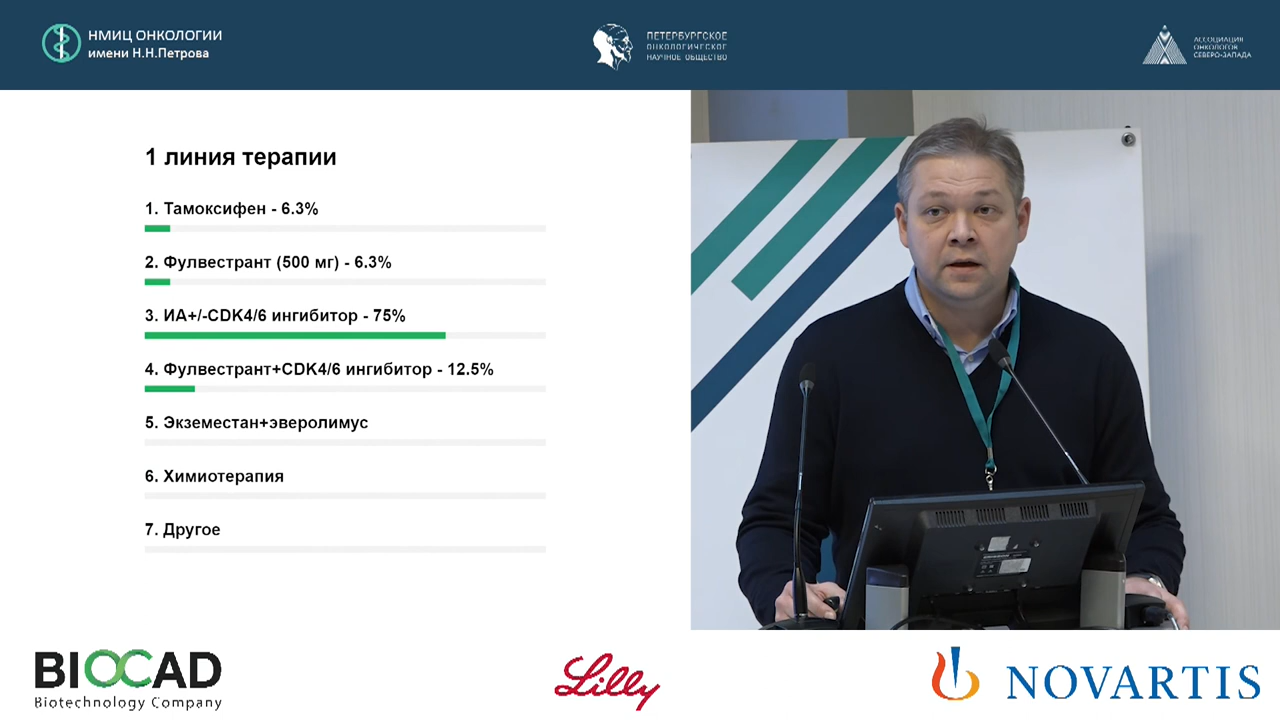 НМИЦ ОНКОЛОГИИ
имени Н.Н.Петрова
ПЕТЕРБУРГСКОЕ
ОНКОЛОГИЧЕСКОЕ
НАУЧНОЕ ОБЩЕСТВО
АССОЦИАЦИЯ
ОНКОЛОГОВ
СЕВЕРО-ЗАПАДА
1 линия терапии
1. Тамоксифен - 6.3%
2. Фулвестрант (500 мг) - 6.3%
3. ИА+/-CDK4/6 ингибитор - 75%
4. Фулвестрант+CDK4/6 ингибитор - 12.5%
5. Экземестан+эверолимус
6. Химиотерапия
7. Другое
BIOCAD
Biotechnology Company
Lilly
NOVARTIS